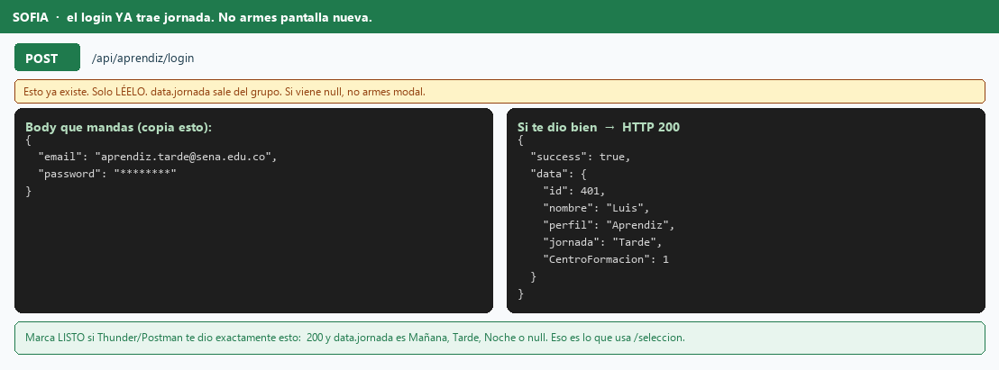 SOFIA · el login YA trae jornada. No armes pantalla nueva.
POST /api/aprendiz/login
Esto ya existe. Solo LÉELO. data.jornada sale del grupo. Si viene null, no armes modal.
Body que mandas (copia esto):
{
  "email": "aprendiz.tarde@sena.edu.co",
  "password": "********"
}
Si te dio bien → HTTP 200
{
  "success": true,
  "data": {
    "id": 401,
    "nombre": "Luis",
    "perfil": "Aprendiz",
    "jornada": "Tarde",
    "CentroFormacion": 1
  }
}
Marca LISTO si Thunder/Postman te dio exactamente esto: 200 y data.jornada es Mañana, Tarde, Noche o null. Eso es lo que usa /seleccion.